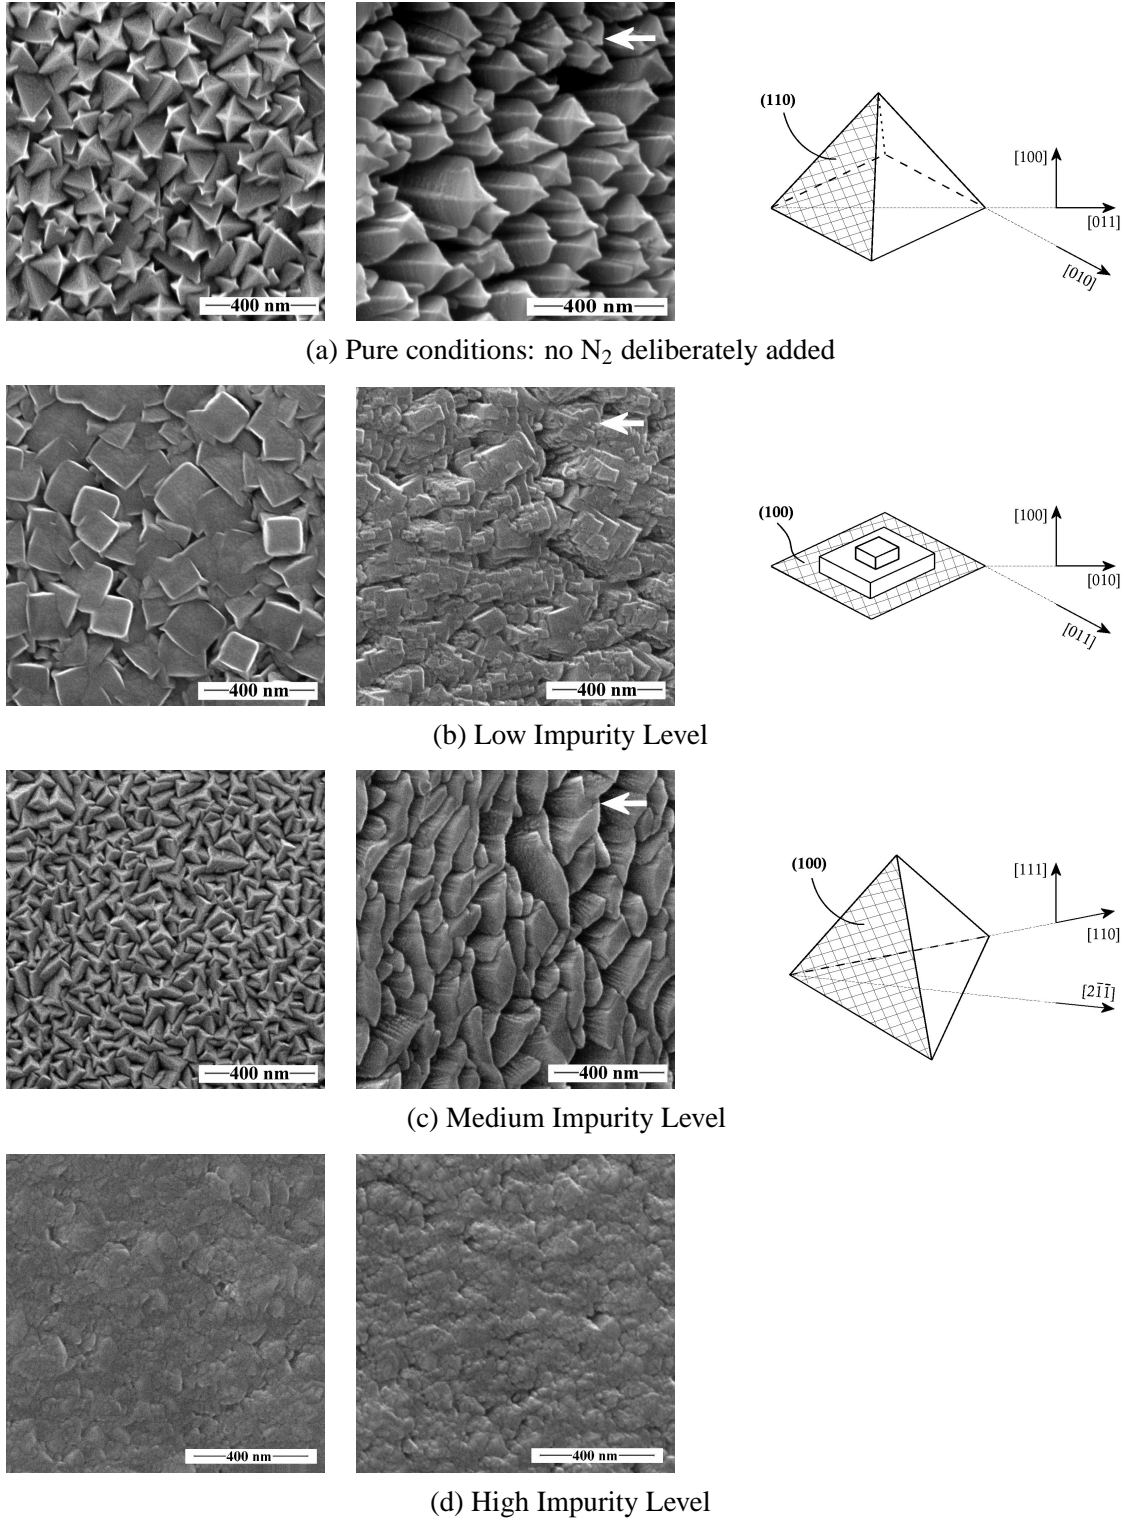 400 nm
400 nm
(110)
[100]
[011]
[010]
(a) Pure conditions: no N₂ deliberately added
400 nm
400 nm
(100)
[100]
[010]
[011]
(b) Low Impurity Level
400 nm
400 nm
(100)
[111]
[110]
[21̄1̄]
(c) Medium Impurity Level
400 nm
400 nm
(d) High Impurity Level